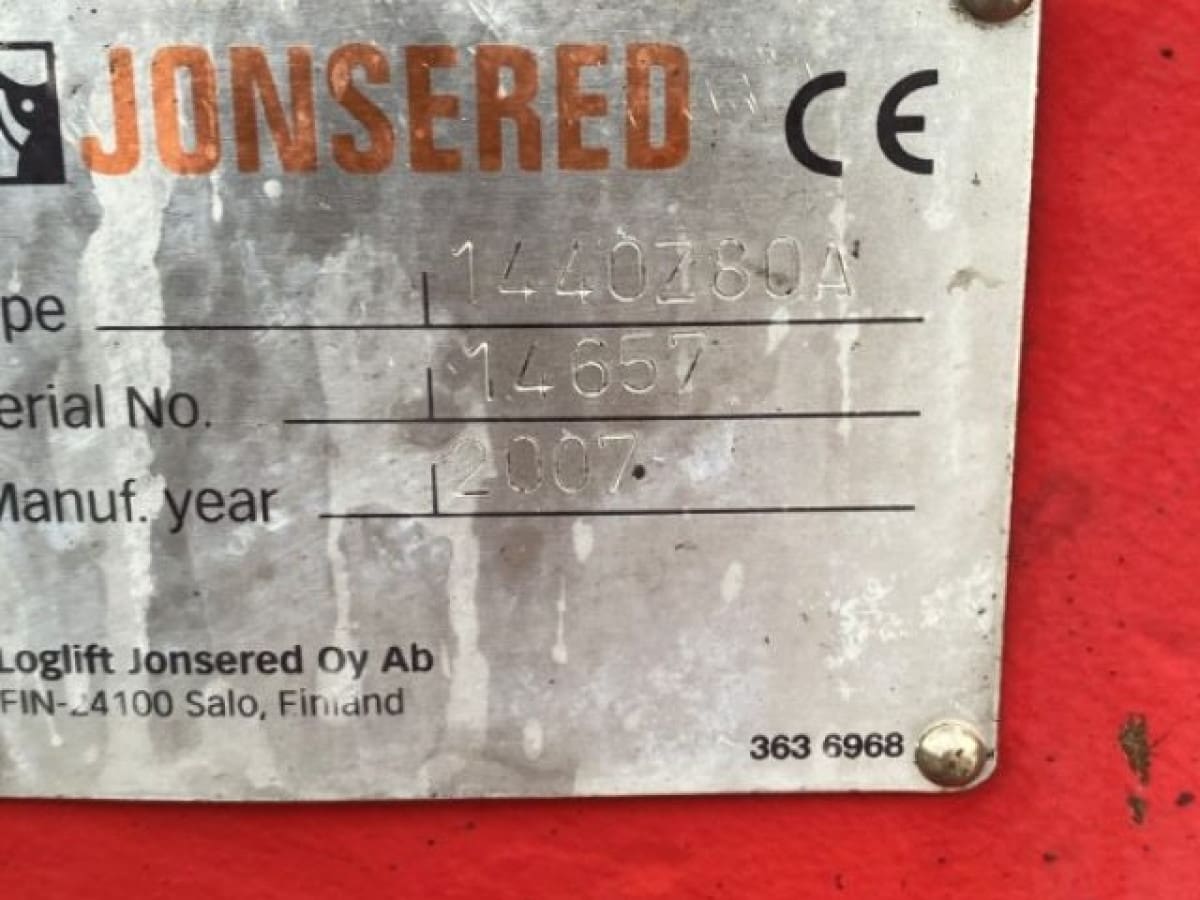 JONSERED CE
pe 1440Z80A
erial No. 14657
Manuf. year 2007
Loglift Jonsered Oy Ab
FIN-24100 Salo, Finland
363 6968